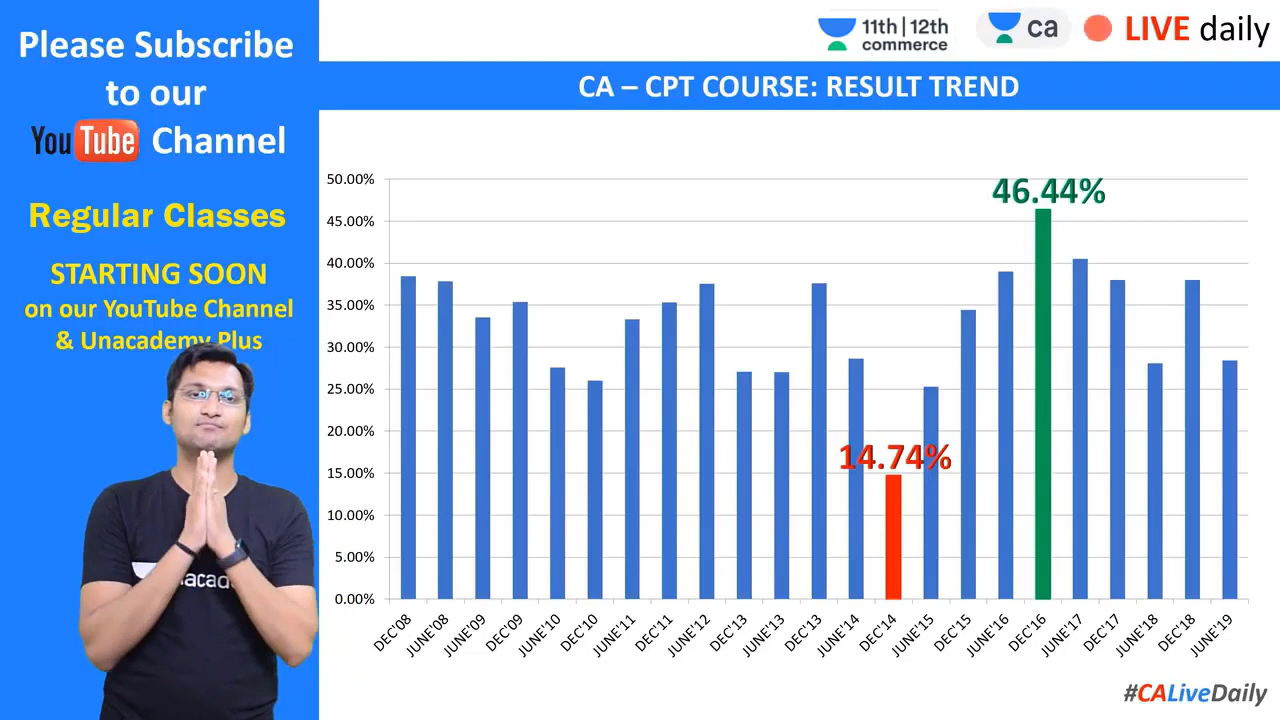 Please Subscribe
to our
YouTube Channel
Regular Classes
STARTING SOON
on our YouTube Channel
& Unacademy Plus
11th | 12th
commerce
ca
LIVE daily
CA – CPT COURSE: RESULT TREND
50.00%
45.00%
40.00%
35.00%
30.00%
25.00%
20.00%
15.00%
10.00%
5.00%
0.00%
46.44%
14.74%
DEC'08
JUNE'08
JUNE'09
DEC'09
JUNE'10
DEC'10
JUNE'11
DEC'11
JUNE'12
DEC'13
JUNE'13
DEC'13
JUNE'14
DEC'14
JUNE'15
DEC'15
JUNE'16
DEC'16
JUNE'17
DEC'17
JUNE'18
DEC'18
JUNE'19
#CALiveDaily